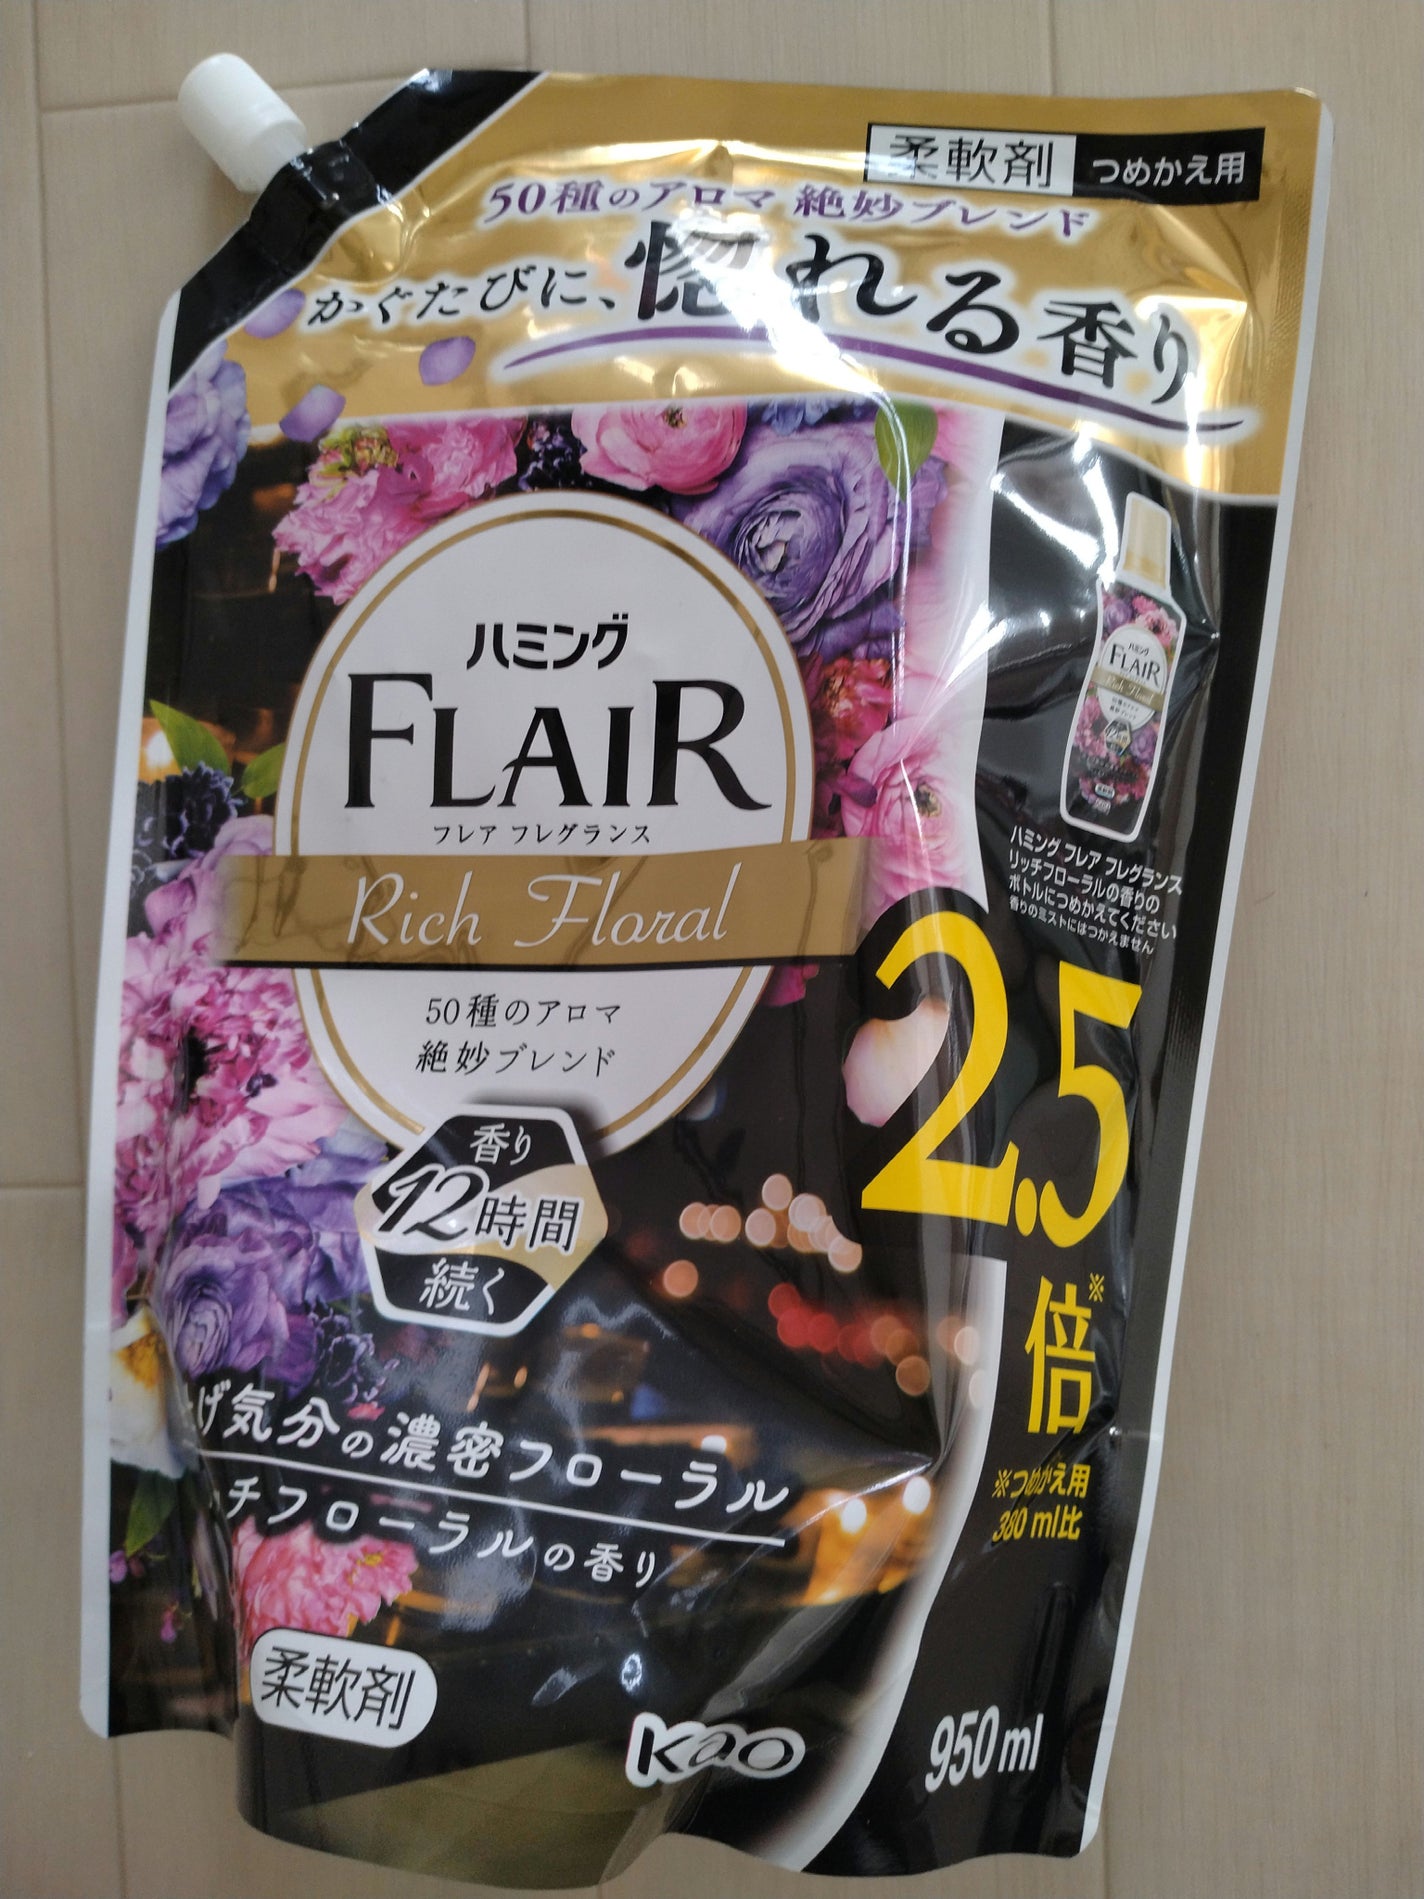 柔軟剤 つめかえ用
50種のアロマ 絶妙ブレンド
かぐたびに、惚れる香り
ハミング
FLAIR
フレア フレグランス
Rich Floral
50種のアロマ
絶妙ブレンド
香り
12時間
続く
ハミング
FLAIR
Rich Floral
ハミング フレア フレグランス
リッチフローラルの香りの
ボトルにつめかえてください
香りのミストにはつかえません
2.5
倍※
※つめかえ用
380 ml比
げ気分の濃密フローラル
チフローラルの香り
柔軟剤
Kao
950ml